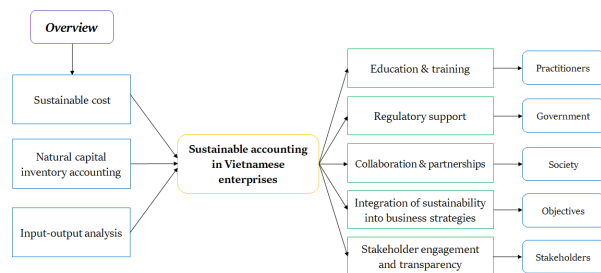 Overview
Sustainable cost
Natural capital
inventory accounting
Input-output analysis
Sustainable accounting
in Vietnamese
enterprises
Education & training
Regulatory support
Collaboration & partnerships
Integration of sustainability
into business strategies
Stakeholder engagement
and transparency
Practitioners
Government
Society
Objectives
Stakeholders